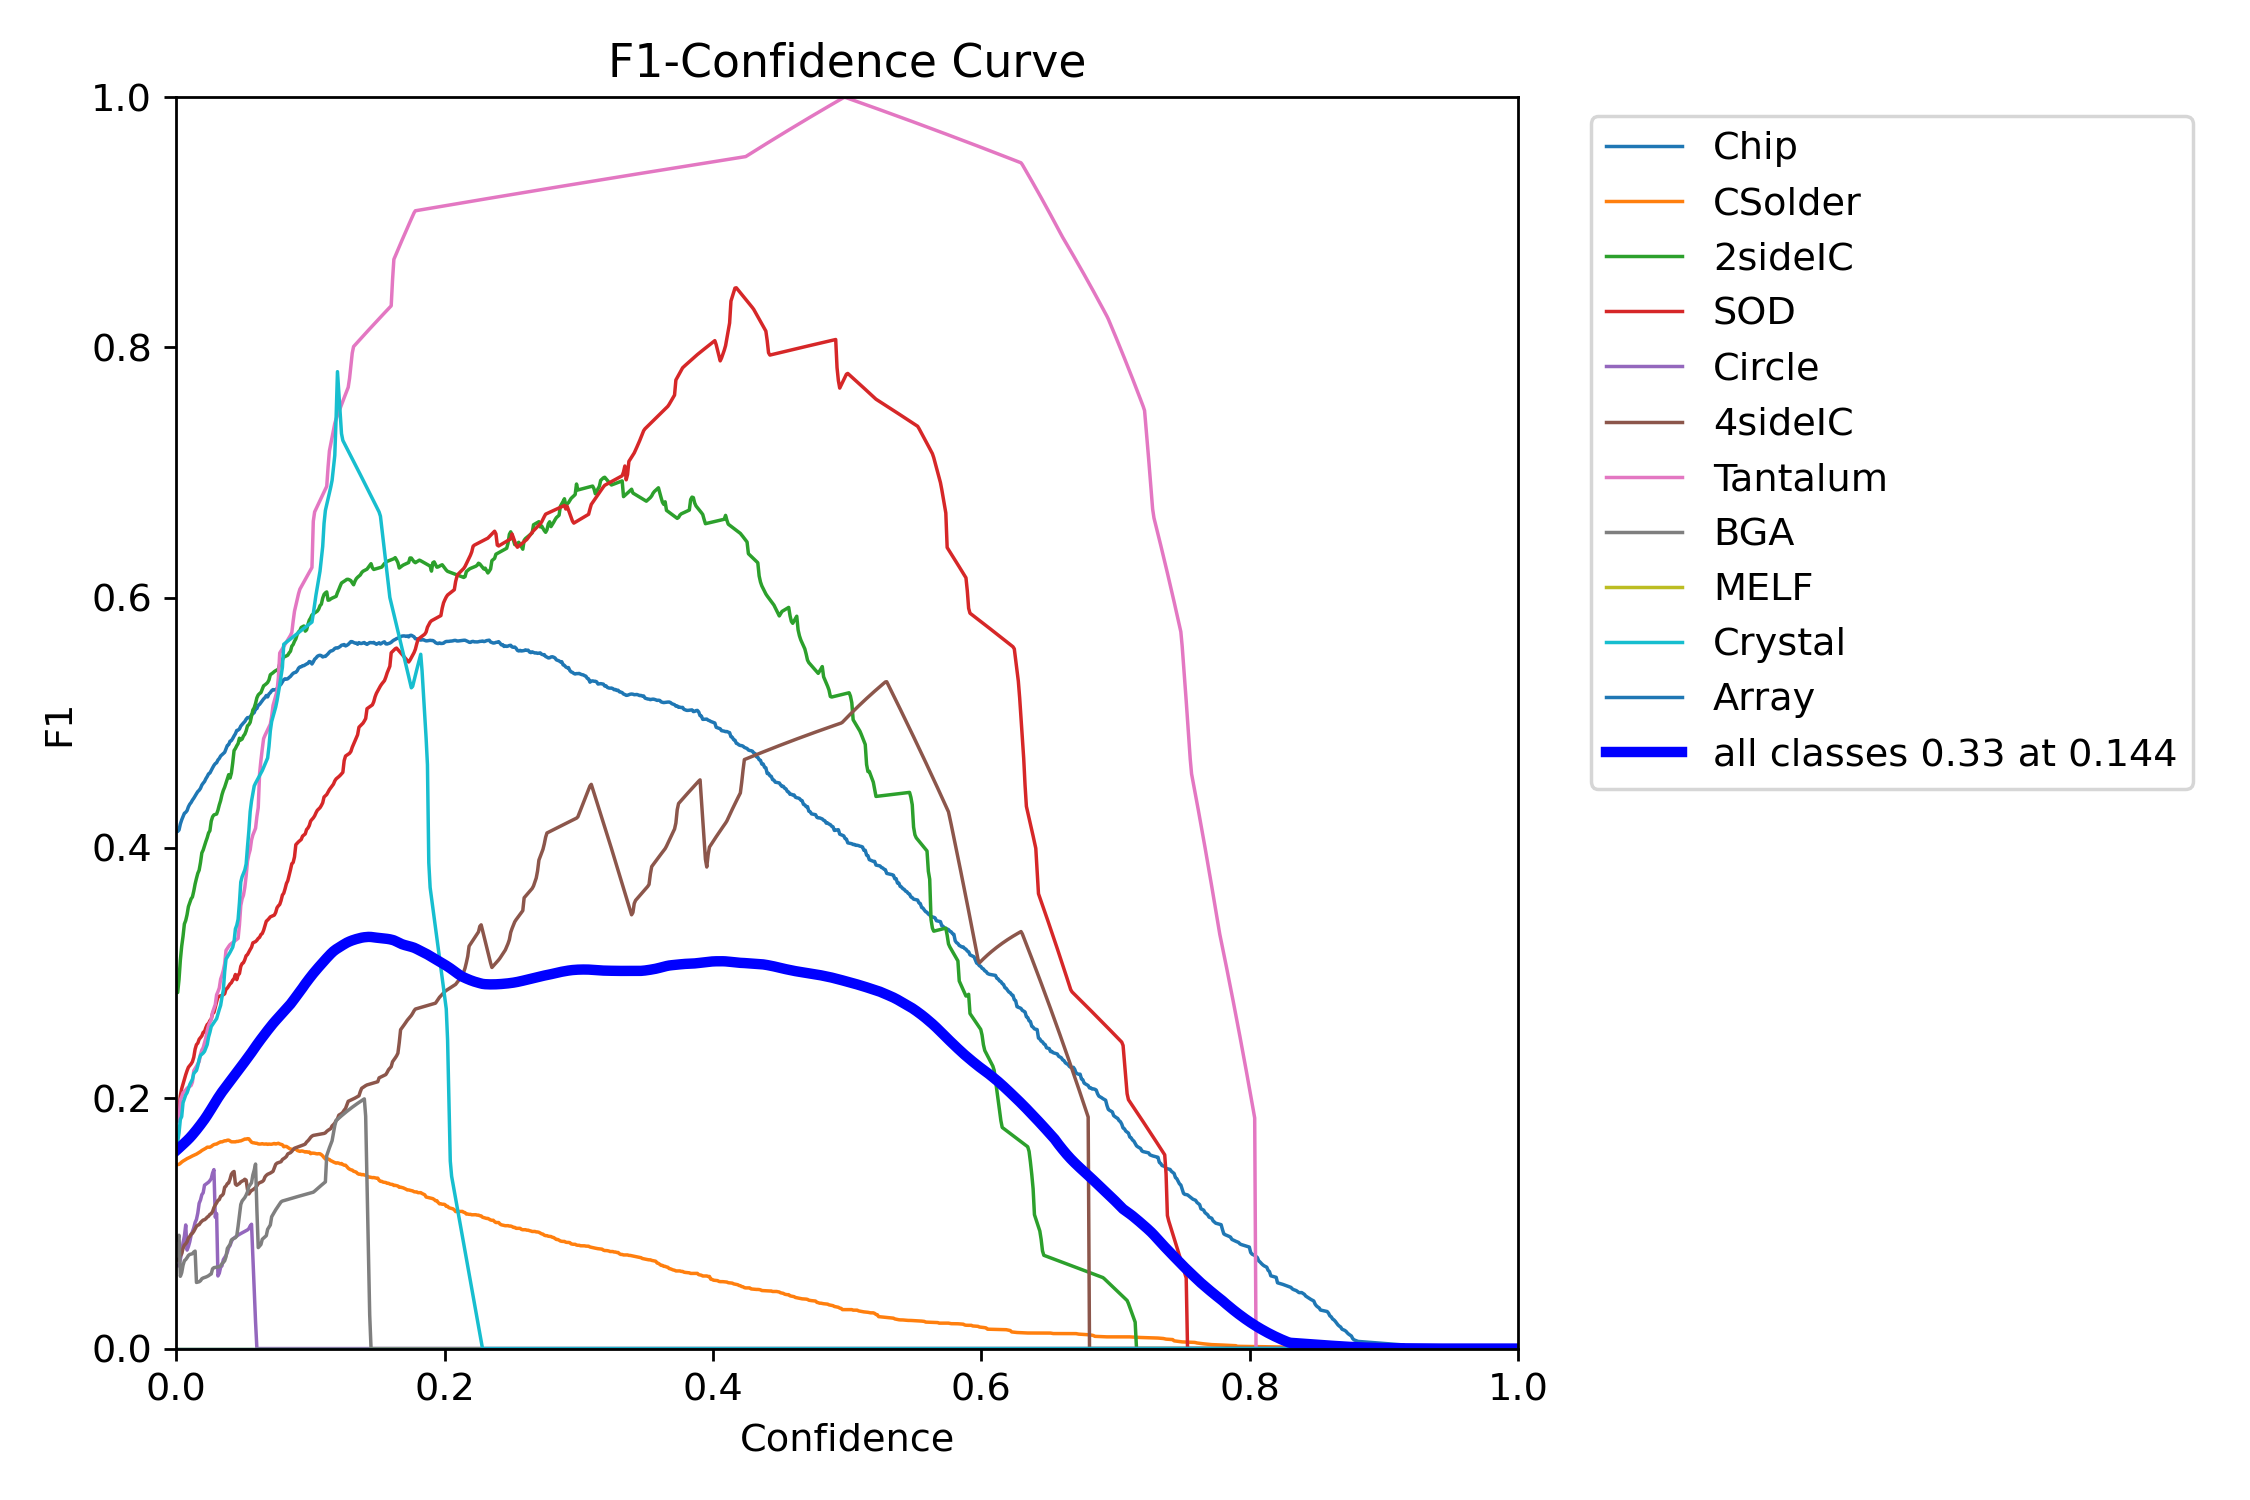 F1-Confidence Curve
1.0
0.8
0.6
0.4
0.2
0.0
F1
0.0 0.2 0.4 0.6 0.8 1.0
Confidence
Chip
CSolder
2sideIC
SOD
Circle
4sideIC
Tantalum
BGA
MELF
Crystal
Array
all classes 0.33 at 0.144